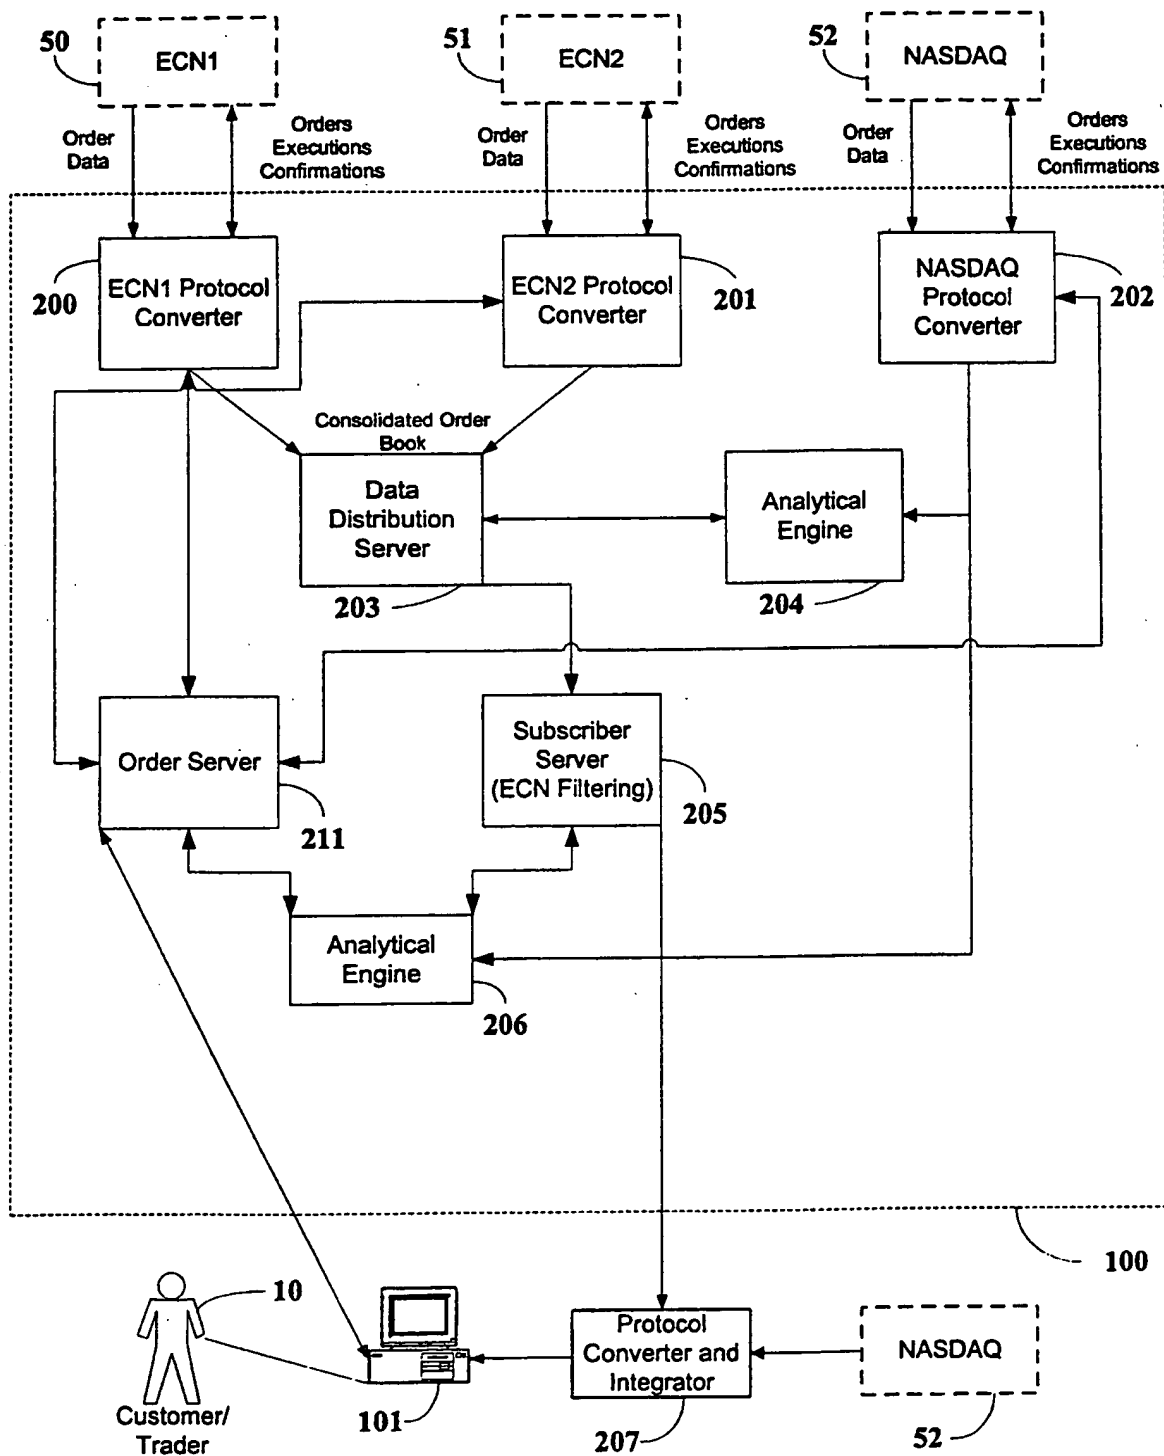 50
ECN1
51
ECN2
52
NASDAQ
Order
Data
Orders
Executions
Confirmations
Order
Data
Orders
Executions
Confirmations
Order
Data
Orders
Executions
Confirmations
200
ECN1 Protocol
Converter
ECN2 Protocol
Converter
201
NASDAQ
Protocol
Converter
202
Consolidated Order
Book
Data
Distribution
Server
203
Analytical
Engine
204
Order Server
211
Subscriber
Server
(ECN Filtering)
205
Analytical
Engine
206
100
10
Customer/
Trader
101
Protocol
Converter and
Integrator
207
NASDAQ
52